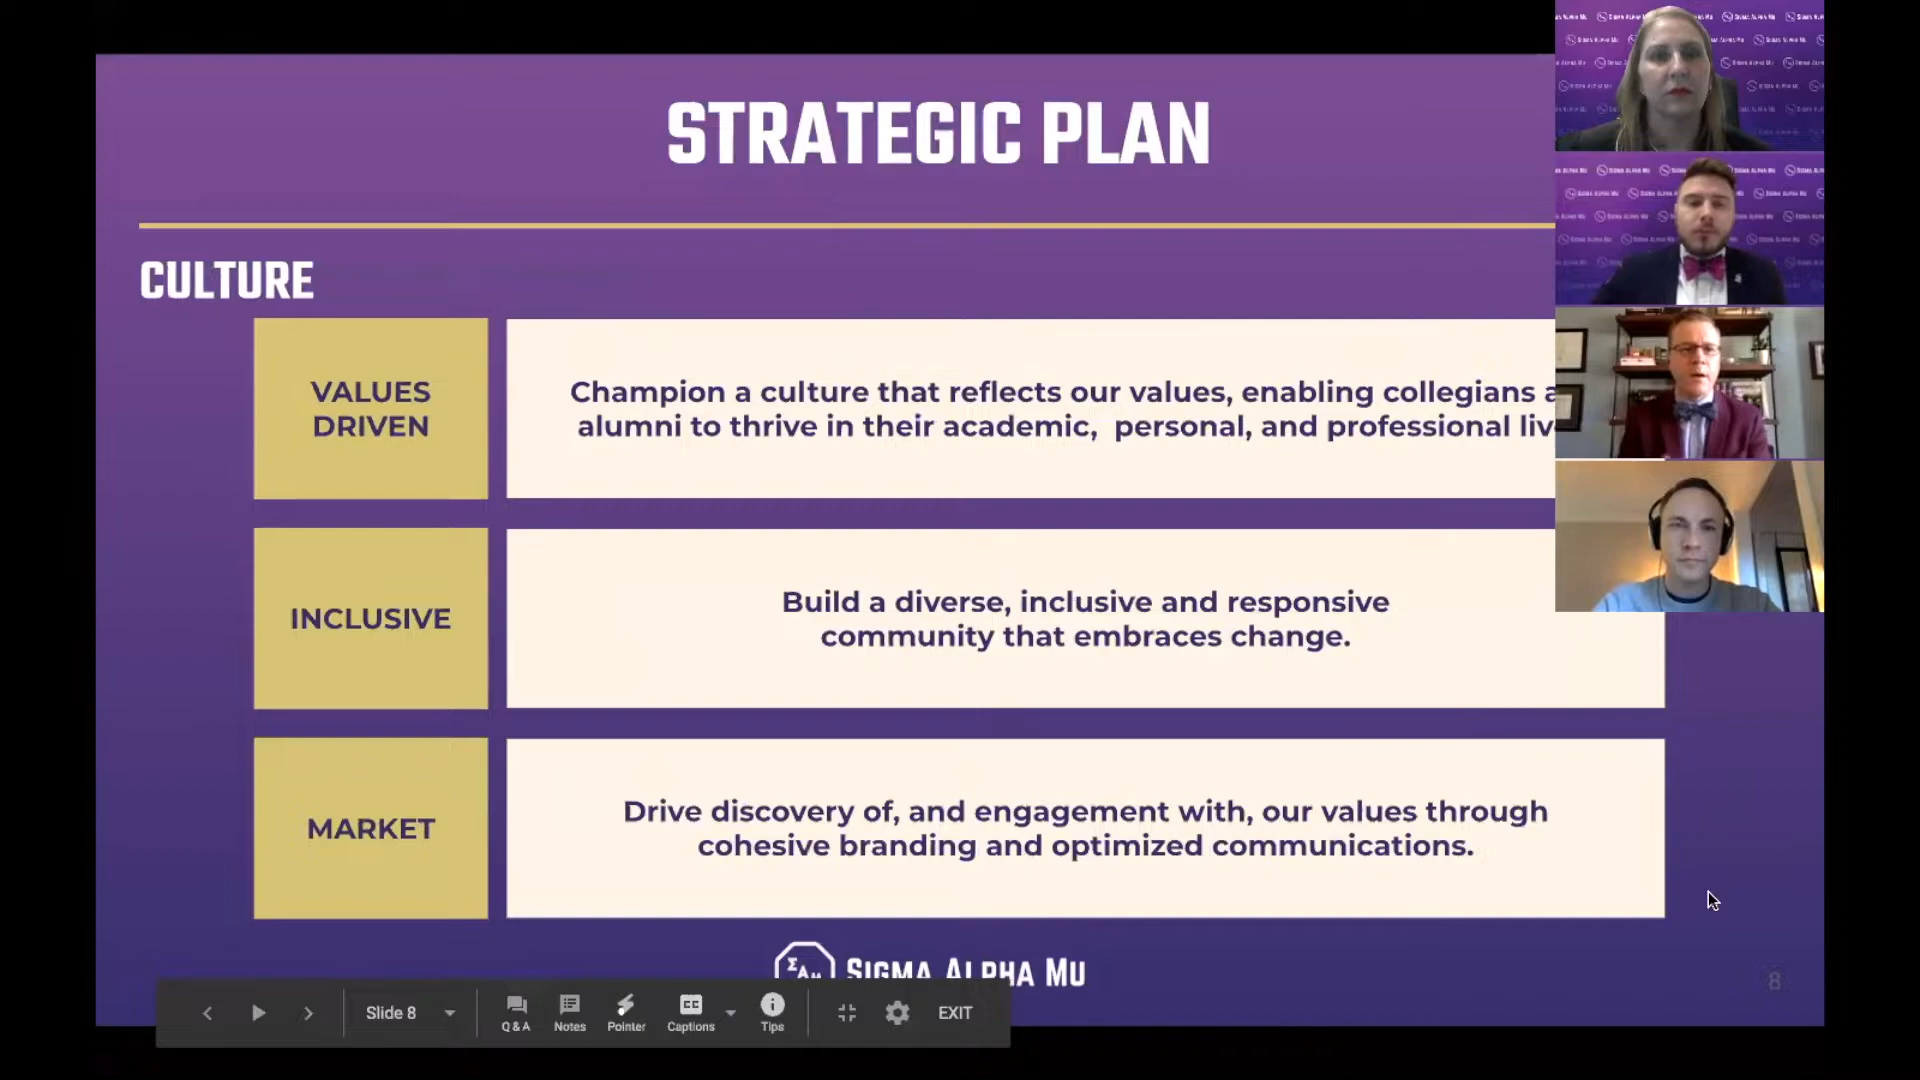 STRATEGIC PLAN
CULTURE
VALUES
DRIVEN
Champion a culture that reflects our values, enabling collegians a
alumni to thrive in their academic, personal, and professional liv
INCLUSIVE
Build a diverse, inclusive and responsive
community that embraces change.
MARKET
Drive discovery of, and engagement with, our values through
cohesive branding and optimized communications.
ΣΑΜ SIGMA ALPHA MU
8
Slide 8
Q & A
Notes
Pointer
Captions
Tips
EXIT